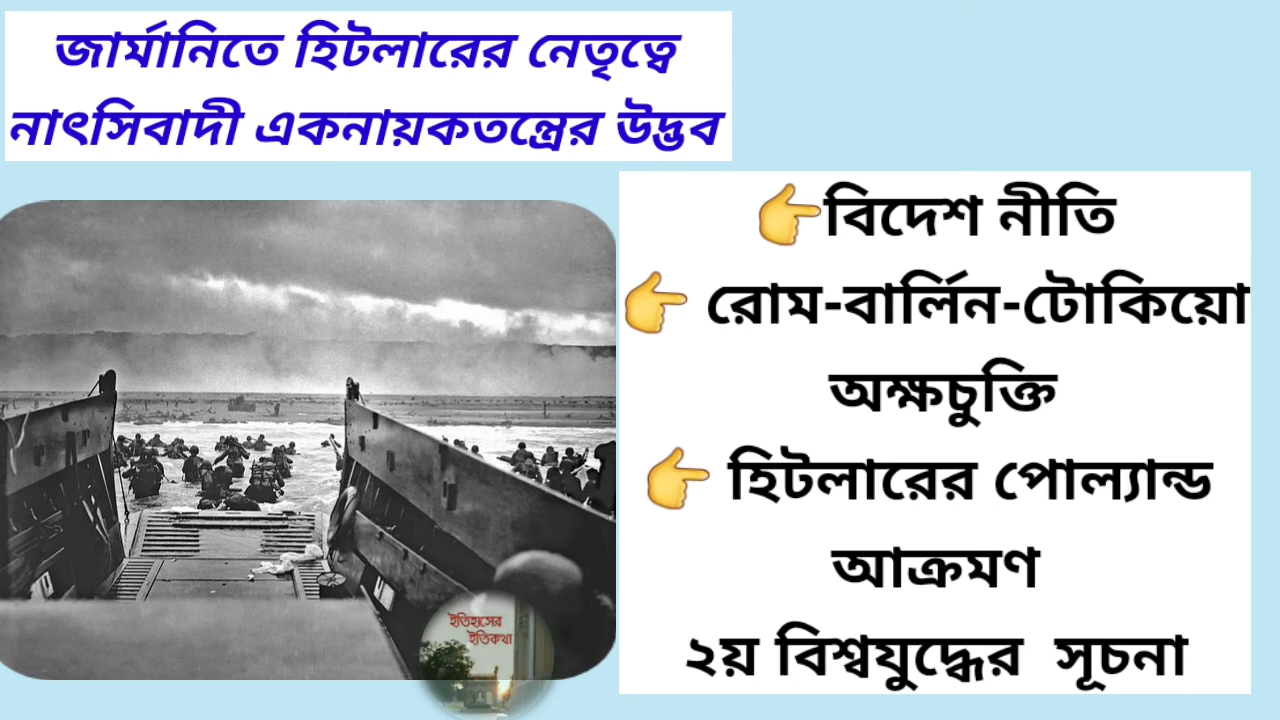 জার্মানিতে হিটলারের নেতৃত্বে
নাৎসিবাদী একনায়কতন্ত্রের উদ্ভব
👉বিদেশ নীতি
👉 রোম-বার্লিন-টোকিয়ো
অক্ষচুক্তি
👉 হিটলারের পোল্যান্ড
আক্রমণ
২য় বিশ্বযুদ্ধের সূচনা
ইতিহাসের
ইতিকথা